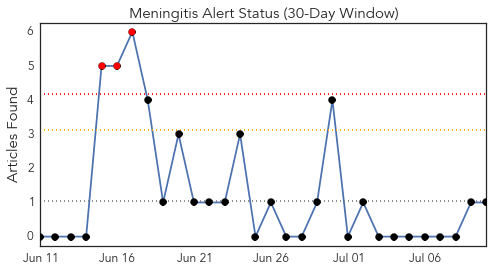 Meningitis Alert Status (30-Day Window)
Articles Found
6
5
4
3
2
1
0
Jun 11
Jun 16
Jun 21
Jun 26
Jul 01
Jul 06